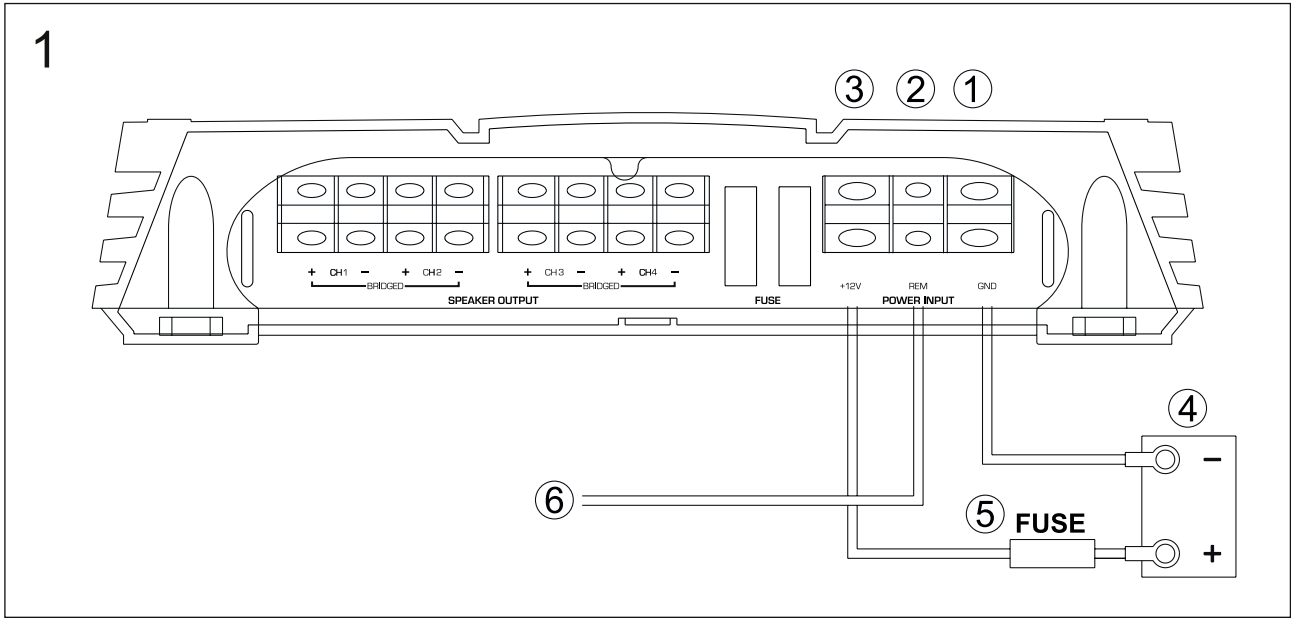 1
③ ② ①
+ CH1 − + CH2 − + CH3 − + CH4 −
BRIDGED BRIDGED
+12V REM GND
SPEAKER OUTPUT FUSE POWER INPUT
④
−
⑥
⑤ FUSE
+